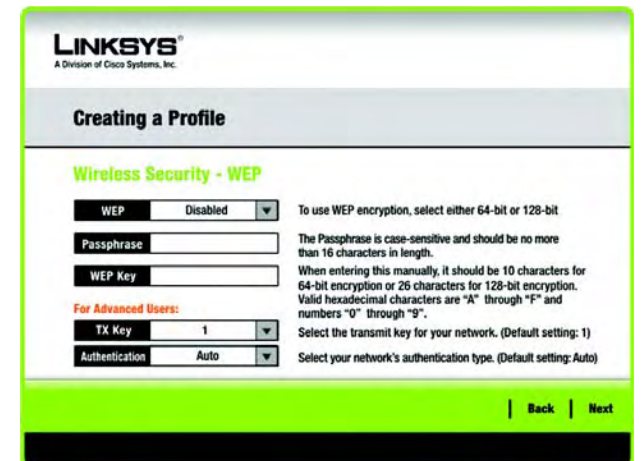 LINKSYS®
A Division of Cisco Systems, Inc.
Creating a Profile
Wireless Security - WEP
WEP Disabled To use WEP encryption, select either 64-bit or 128-bit
Passphrase The Passphrase is case-sensitive and should be no more
than 16 characters in length.
WEP Key When entering this manually, it should be 10 characters for
64-bit encryption or 26 characters for 128-bit encryption.
Valid hexadecimal characters are “A” through “F” and
numbers “0” through “9”.
For Advanced Users:
TX Key 1 Select the transmit key for your network. (Default setting: 1)
Authentication Auto Select your network's authentication type. (Default setting: Auto)
Back Next